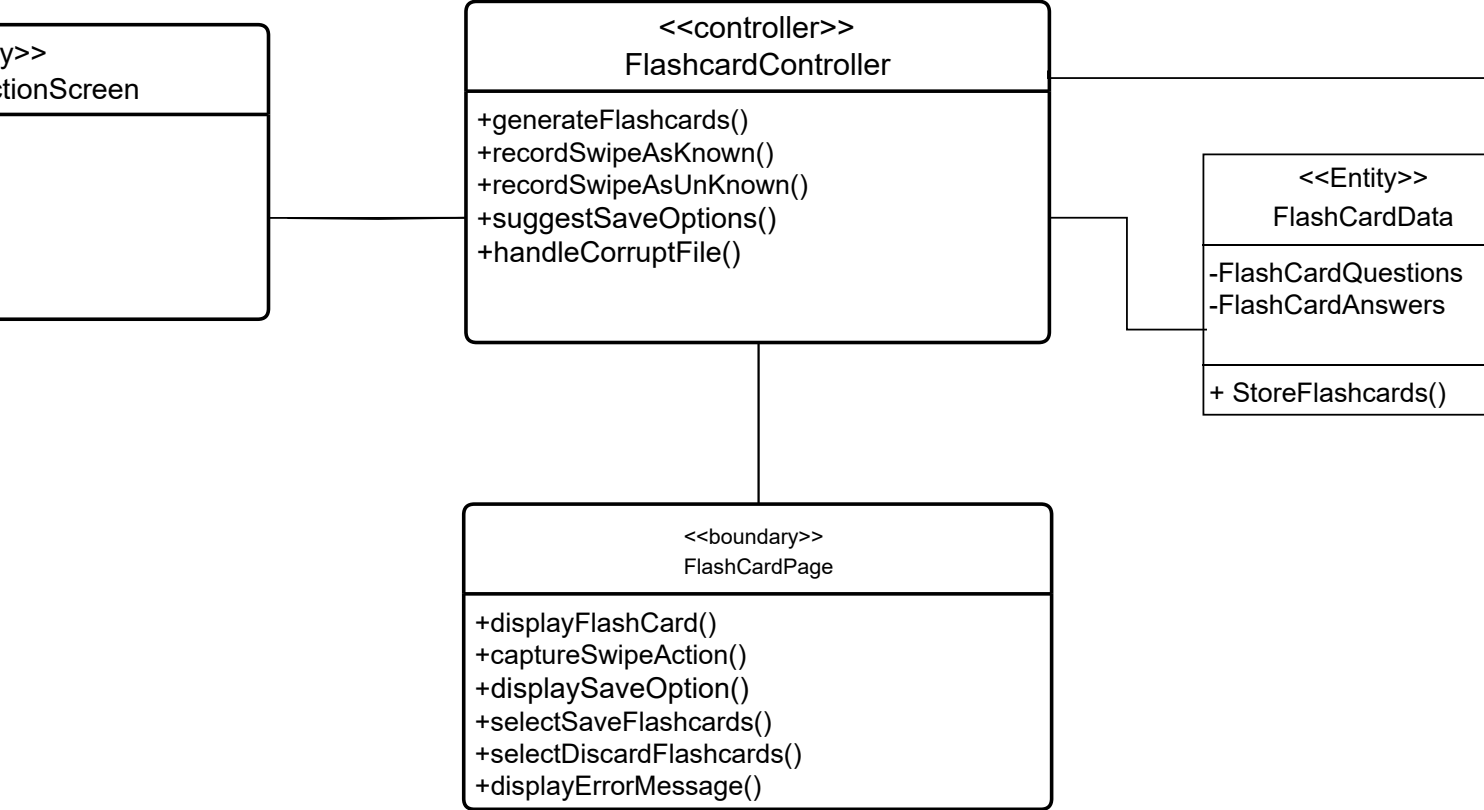 y>>
ctionScreen
<<controller>>
FlashcardController
+generateFlashcards()
+recordSwipeAsKnown()
+recordSwipeAsUnKnown()
+suggestSaveOptions()
+handleCorruptFile()
<<Entity>>
FlashCardData
-FlashCardQuestions
-FlashCardAnswers
+ StoreFlashcards()
<<boundary>>
FlashCardPage
+displayFlashCard()
+captureSwipeAction()
+displaySaveOption()
+selectSaveFlashcards()
+selectDiscardFlashcards()
+displayErrorMessage()